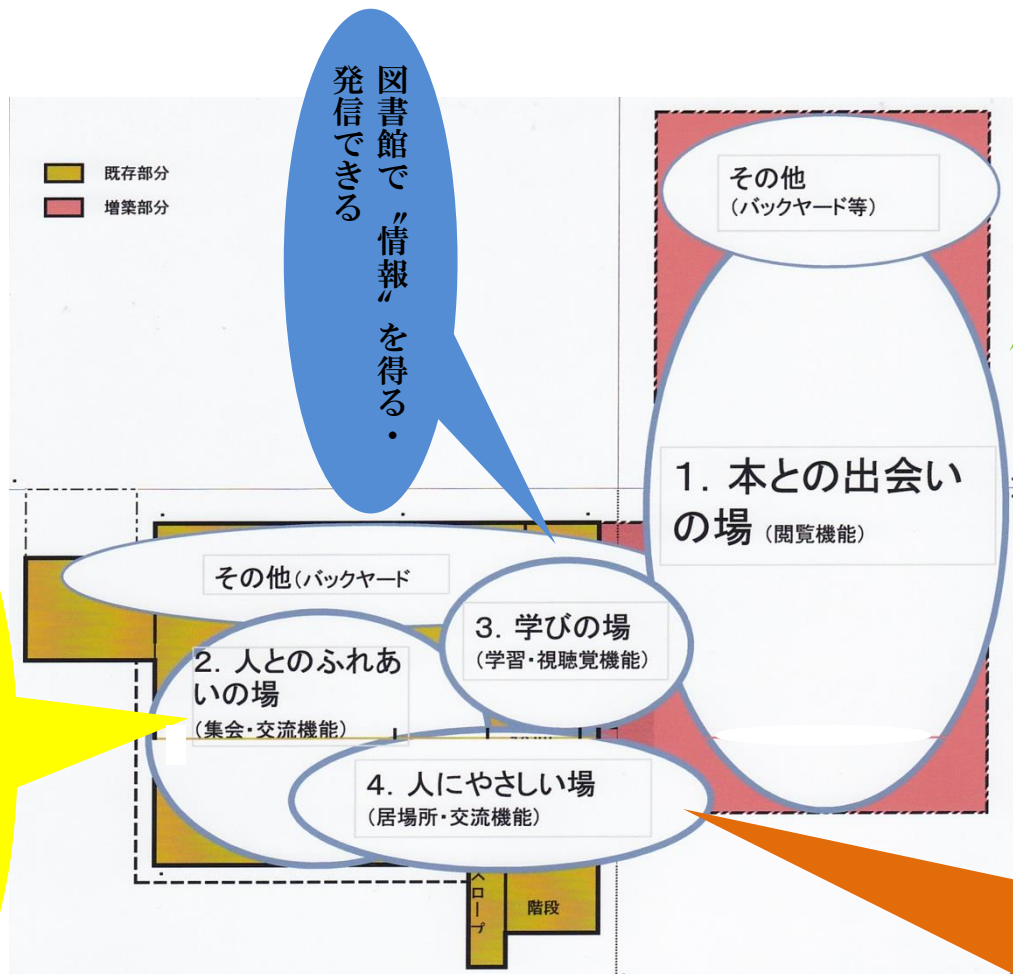 図書館で〝情報〟を得る・
発信できる
既存部分
増築部分
その他
(バックヤード等)
1. 本との出会い
の場 (閲覧機能)
その他(バックヤード
3. 学びの場
(学習・視聴覚機能)
2. 人とのふれあ
いの場
(集会・交流機能)
4. 人にやさしい場
(居場所・交流機能)
スロープ
階段